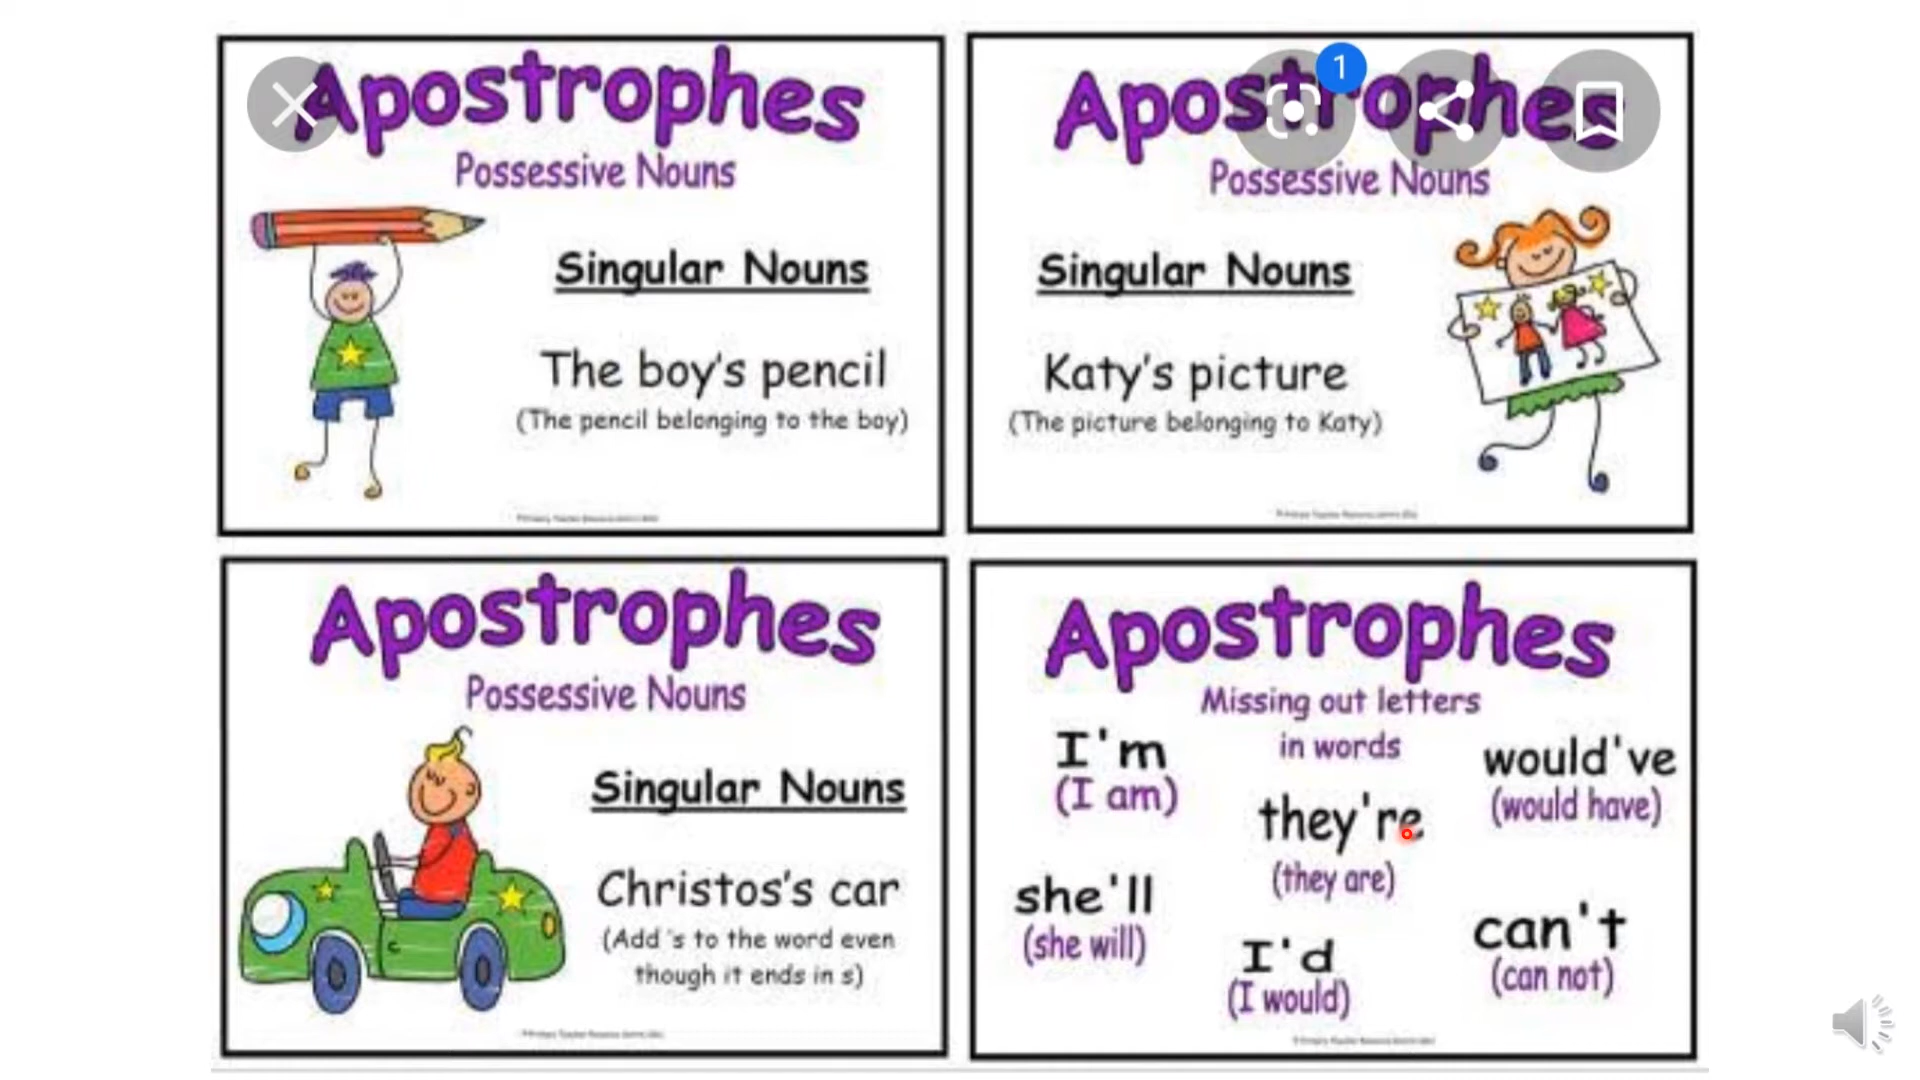 Apostrophes
Possessive Nouns
Singular Nouns
The boy's pencil
(The pencil belonging to the boy)
Apostrophes
1
Possessive Nouns
Singular Nouns
Katy's picture
(The picture belonging to Katy)
Apostrophes
Possessive Nouns
Singular Nouns
Christos's car
(Add 's to the word even
though it ends in s)
Apostrophes
Missing out letters
in words
I'm
(I am)
would've
(would have)
they're
(they are)
she'll
(she will)
can't
(can not)
I'd
(I would)